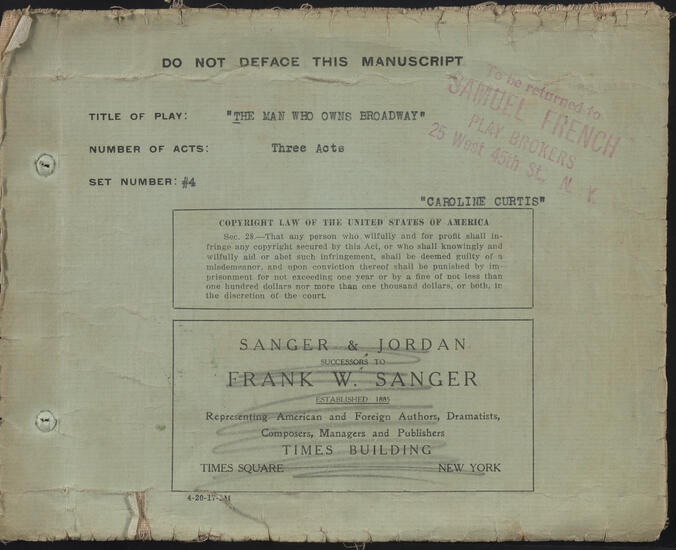 DO NOT DEFACE THIS MANUSCRIPT
To be returned to
SAMUEL FRENCH
PLAY BROKERS
25 West 45th St., N. Y.
TITLE OF PLAY: "THE MAN WHO OWNS BROADWAY"
NUMBER OF ACTS: Three Acts
SET NUMBER: #4
"CAROLINE CURTIS"
COPYRIGHT LAW OF THE UNITED STATES OF AMERICA
Sec. 28.—That any person who wilfully and for profit shall in-
fringe any copyright secured by this Act, or who shall knowingly and
wilfully aid or abet such infringement, shall be deemed guilty of a
misdemeanor, and upon conviction thereof shall be punished by im-
prisonment for not exceeding one year or by a fine of not less than
one hundred dollars nor more than one thousand dollars, or both, in
the discretion of the court.
SANGER & JORDAN
SUCCESSORS TO
FRANK W. SANGER
ESTABLISHED 1885
Representing American and Foreign Authors, Dramatists,
Composers, Managers and Publishers
TIMES BUILDING
TIMES SQUARE NEW YORK
4-20-17-